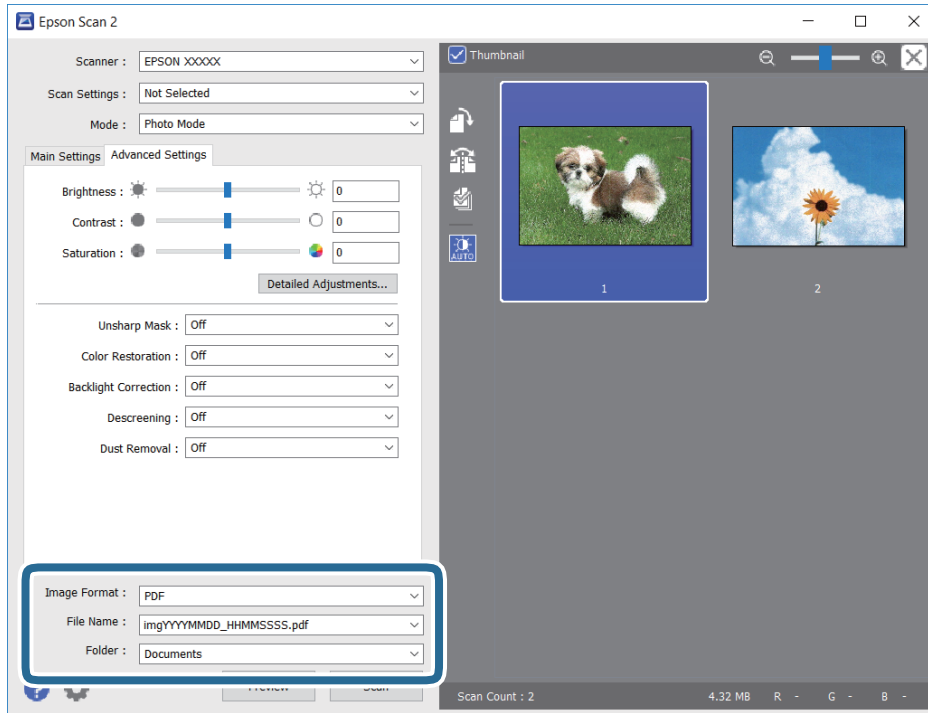 Epson Scan 2
Scanner : EPSON XXXXX
Scan Settings : Not Selected
Mode : Photo Mode
Main Settings Advanced Settings
Brightness : 0
Contrast : 0
Saturation : 0
Detailed Adjustments...
Unsharp Mask : Off
Color Restoration : Off
Backlight Correction : Off
Descreening : Off
Dust Removal : Off
Image Format : PDF
File Name : imgYYYYMMDD_HHMMSSSS.pdf
Folder : Documents
Preview Scan
Thumbnail
AUTO
1
2
Scan Count : 2 4.32 MB R - G - B -